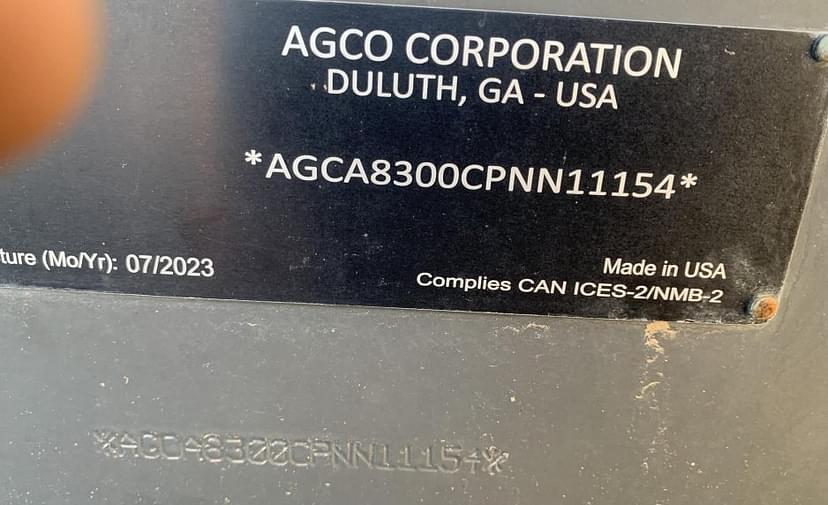 AGCO CORPORATION
DULUTH, GA - USA
*AGCA8300CPNN11154*
ture (Mo/Yr): 07/2023
Made in USA
Complies CAN ICES-2/NMB-2
*AGCA8300CPNN11154*